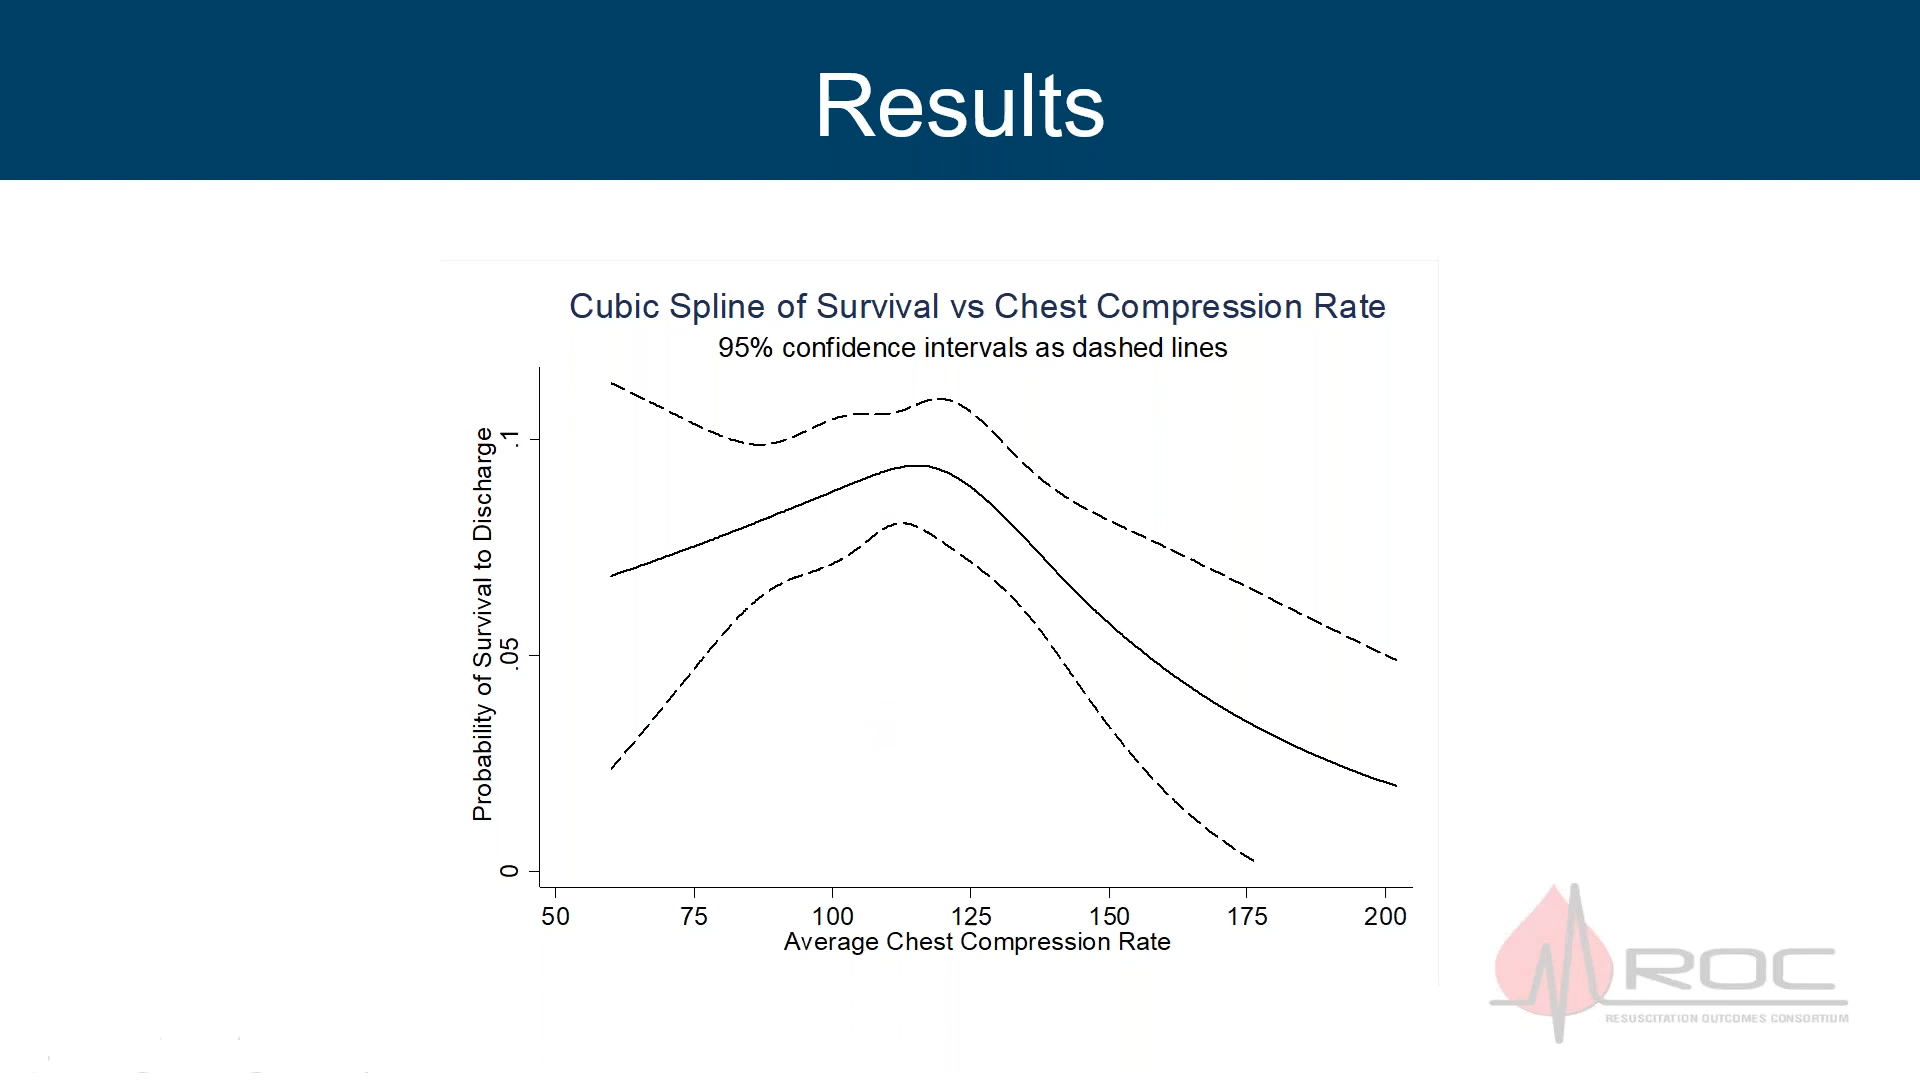 Results
Cubic Spline of Survival vs Chest Compression Rate
95% confidence intervals as dashed lines
Probability of Survival to Discharge
.1
.05
0
50 75 100 125 150 175 200
Average Chest Compression Rate
ROC
RESUSCITATION OUTCOMES CONSORTIUM